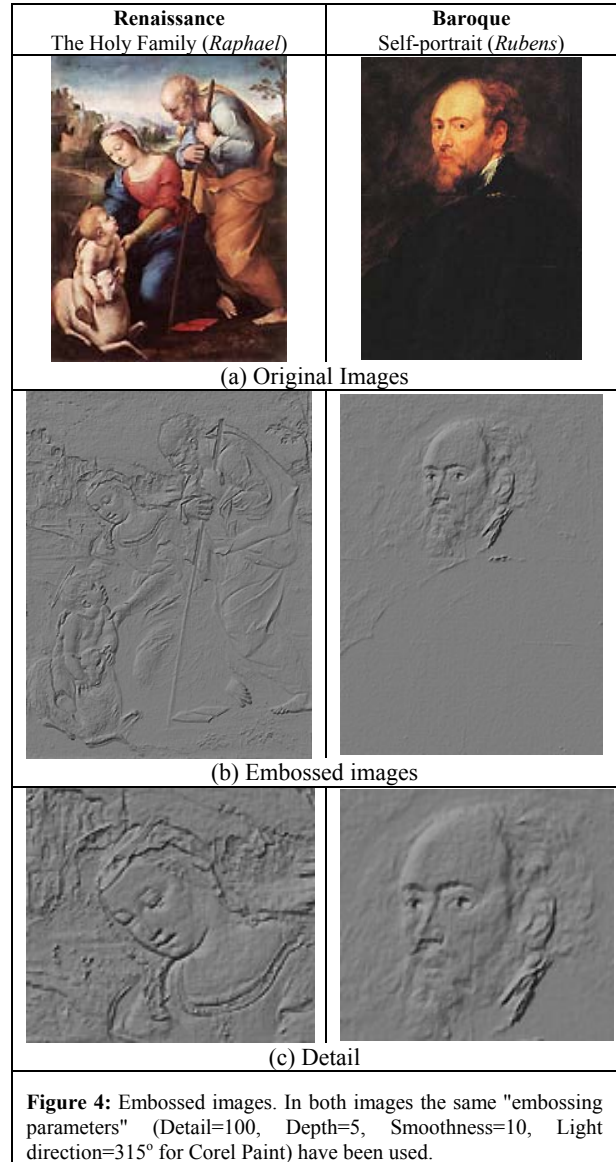 Renaissance
The Holy Family (Raphael)
Baroque
Self-portrait (Rubens)
(a) Original Images
(b) Embossed images
(c) Detail
Figure 4: Embossed images. In both images the same "embossing
parameters" (Detail=100, Depth=5, Smoothness=10, Light
direction=315º for Corel Paint) have been used.